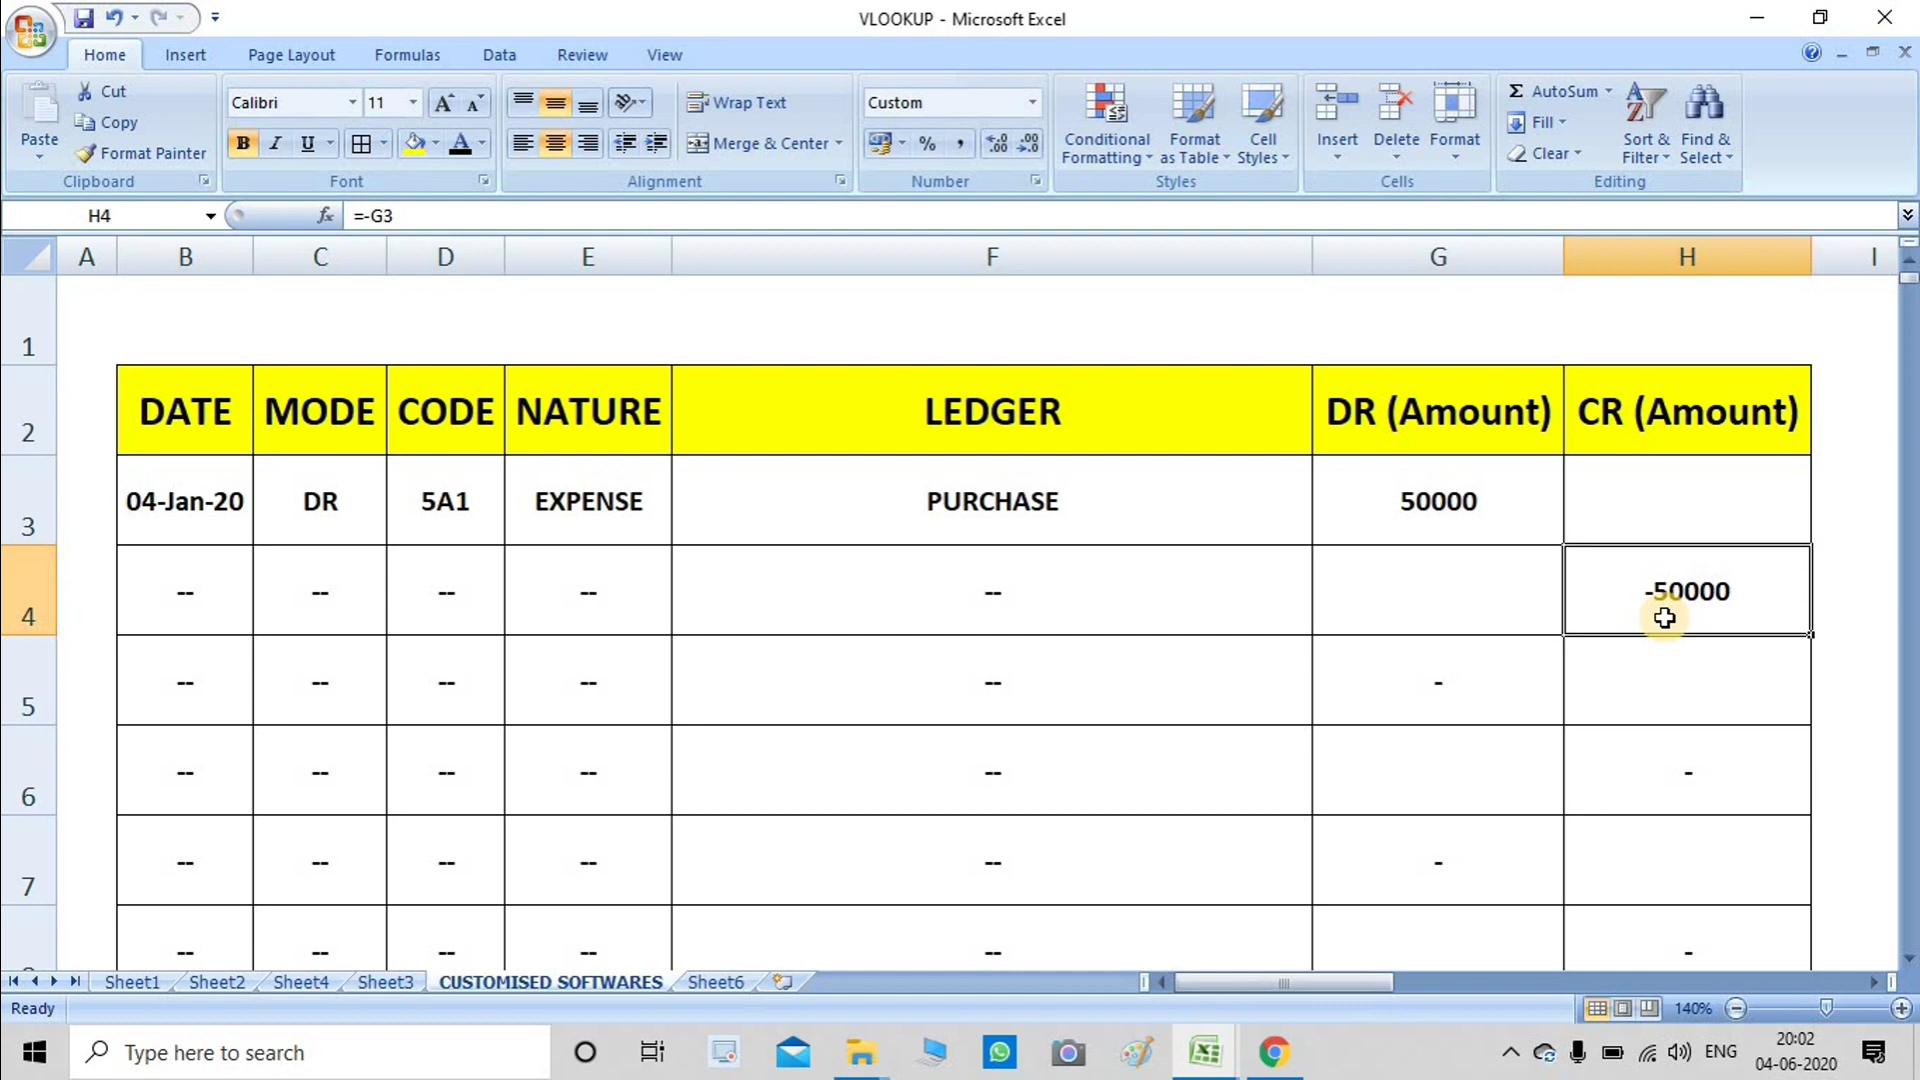 VLOOKUP - Microsoft Excel
Home Insert Page Layout Formulas Data Review View
Paste
Cut
Copy
Format Painter
Clipboard
Calibri 11
B I U
Font
Wrap Text
Merge & Center
Alignment
Custom
% ,
Number
Conditional Formatting
Format as Table
Cell Styles
Styles
Insert Delete Format
Cells
Σ AutoSum
Fill
Clear
Sort & Filter
Find & Select
Editing
H4 fx =-G3
A B C D E F G H I
1
2 DATE MODE CODE NATURE LEDGER DR (Amount) CR (Amount)
3 04-Jan-20 DR 5A1 EXPENSE PURCHASE 50000
4 -- -- -- -- -- -50000
5 -- -- -- -- -- -
6 -- -- -- -- -- -
7 -- -- -- -- -- -
-- -- -- -- -- -
Sheet1 Sheet2 Sheet4 Sheet3 CUSTOMISED SOFTWARES Sheet6
Ready 140%
Type here to search
ENG
20:02
04-06-2020